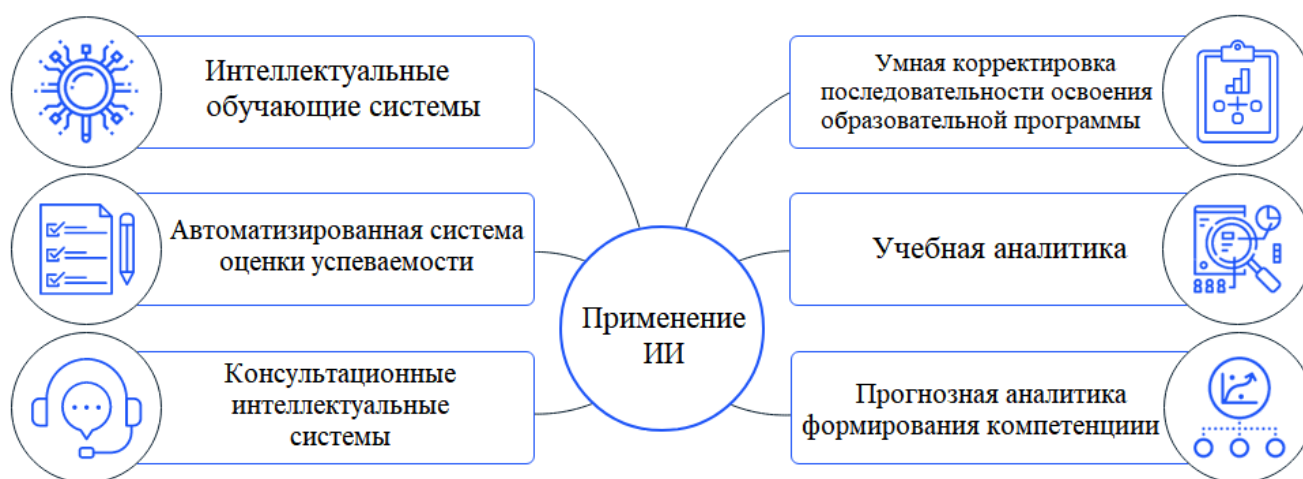 Интеллектуальные
обучающие системы
Автоматизированная система
оценки успеваемости
Консультационные
интеллектуальные
системы
Применение
ИИ
Умная корректировка
последовательности освоения
образовательной программы
Учебная аналитика
Прогнозная аналитика
формирования компетенциии